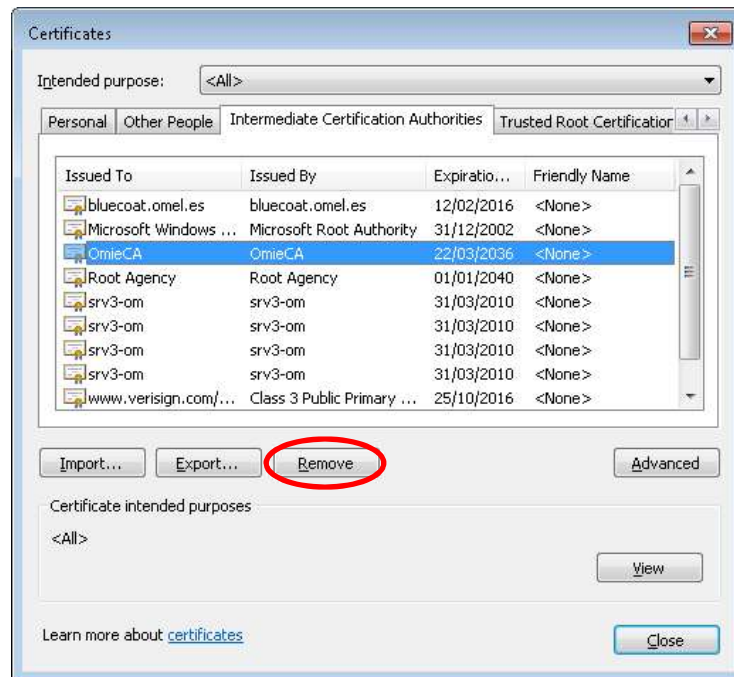 Certificates
Intended purpose: <All>
Personal Other People Intermediate Certification Authorities Trusted Root Certification
Issued To Issued By Expiratio... Friendly Name
bluecoat.omel.es bluecoat.omel.es 12/02/2016 <None>
Microsoft Windows ... Microsoft Root Authority 31/12/2002 <None>
OmieCA OmieCA 22/03/2036 <None>
Root Agency Root Agency 01/01/2040 <None>
srv3-om srv3-om 31/03/2010 <None>
srv3-om srv3-om 31/03/2010 <None>
srv3-om srv3-om 31/03/2010 <None>
srv3-om srv3-om 31/03/2010 <None>
www.verisign.com/... Class 3 Public Primary ... 25/10/2016 <None>
Import... Export... Remove Advanced
Certificate intended purposes
<All>
View
Learn more about certificates
Close